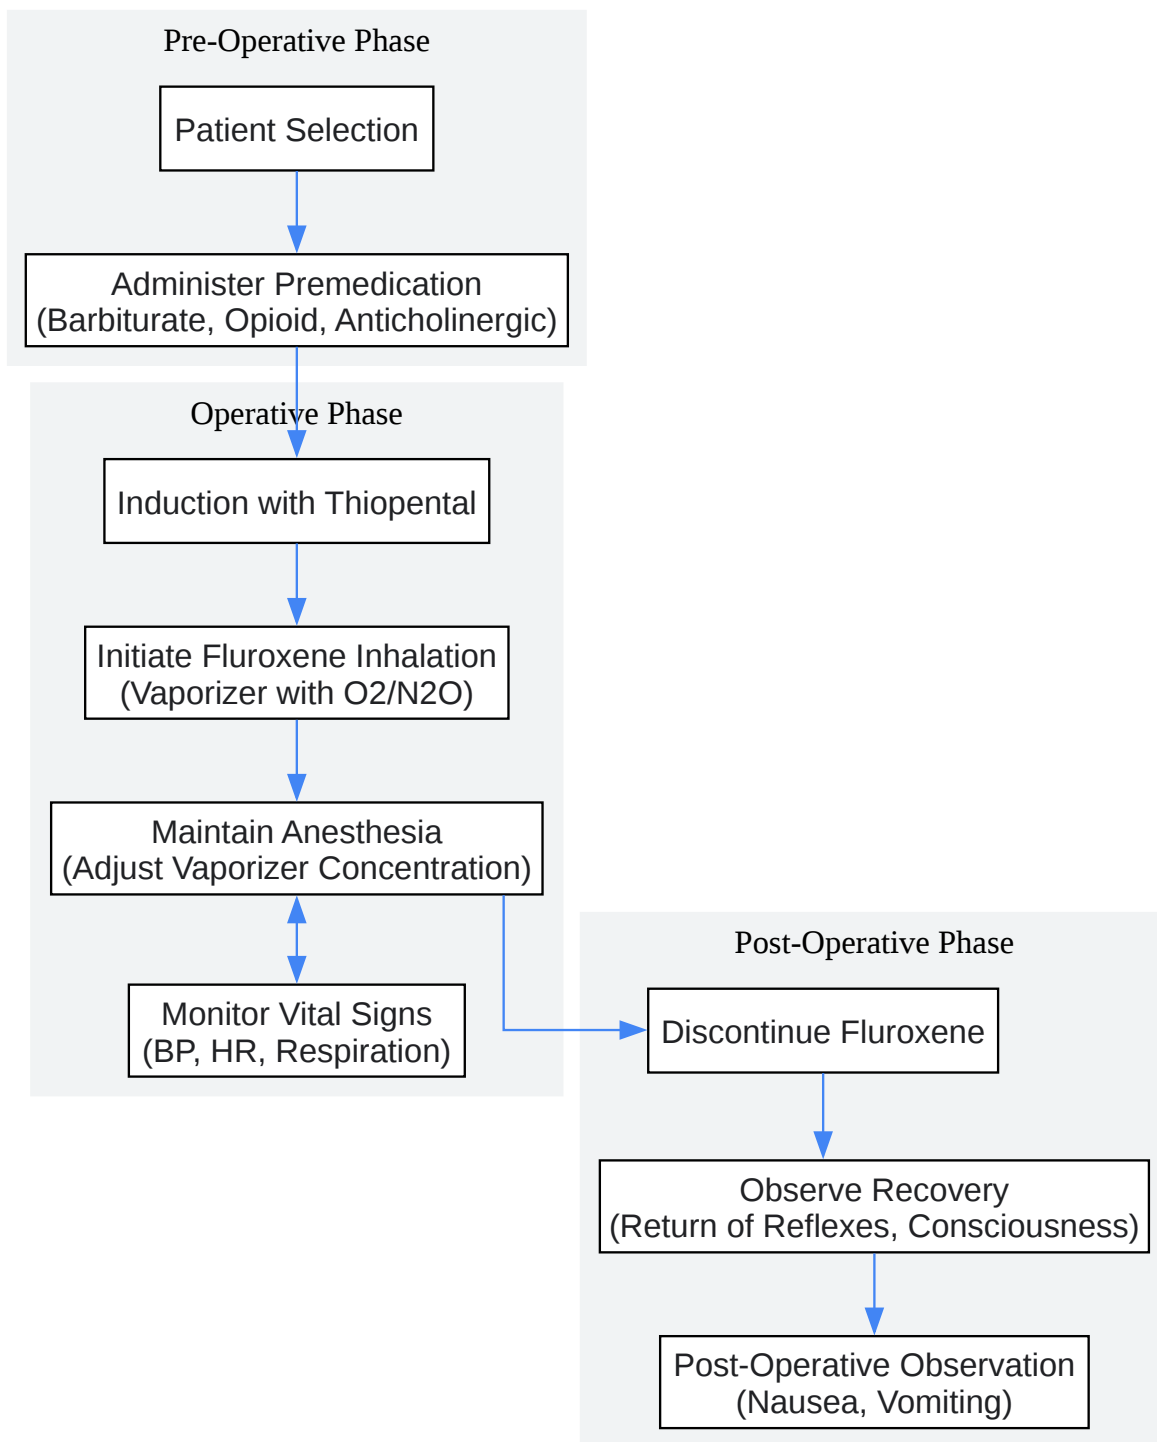 Pre-Operative Phase
Patient Selection
Administer Premedication
(Barbiturate, Opioid, Anticholinergic)
Operative Phase
Induction with Thiopental
Initiate Fluroxene Inhalation
(Vaporizer with O2/N2O)
Maintain Anesthesia
(Adjust Vaporizer Concentration)
Monitor Vital Signs
(BP, HR, Respiration)
Post-Operative Phase
Discontinue Fluroxene
Observe Recovery
(Return of Reflexes, Consciousness)
Post-Operative Observation
(Nausea, Vomiting)